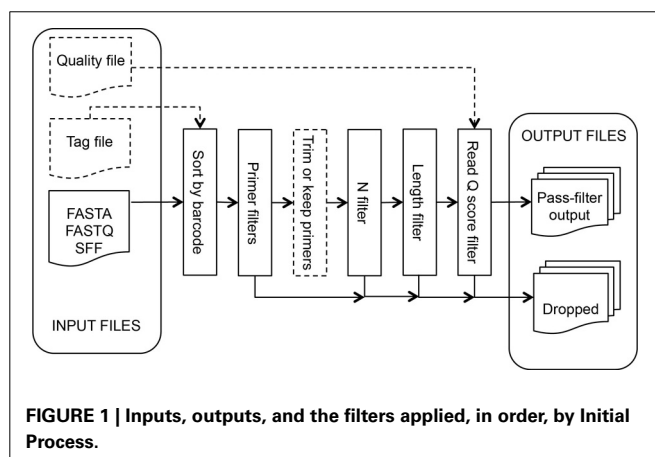 Quality file
Tag file
FASTA
FASTQ
SFF
INPUT FILES
Sort by barcode
Primer filters
Trim or keep primers
N filter
Length filter
Read Q score filter
OUTPUT FILES
Pass-filter
output
Dropped
FIGURE 1 | Inputs, outputs, and the filters applied, in order, by Initial
Process.